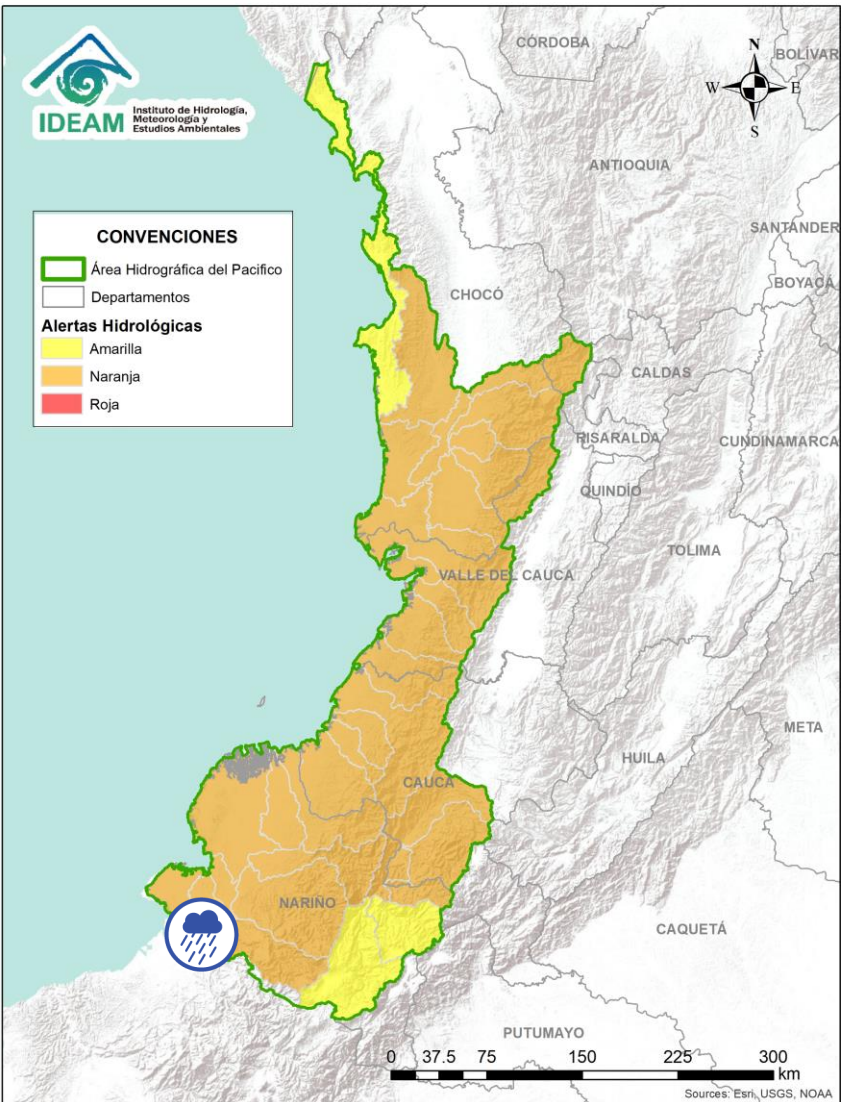 IDEAM
Instituto de Hidrología,
Meteorología y
Estudios Ambientales
N
W
E
S
CÓRDOBA
BOLIVAR
ANTIOQUIA
SANTANDER
BOYACÁ
CHOCÓ
CALDAS
RISARALDA
CUNDINAMARCA
QUINDÍO
TOLIMA
VALLE DEL CAUCA
META
HUILA
CAUCA
NARIÑO
CAQUETÁ
PUTUMAYO
CONVENCIONES
Área Hidrográfica del Pacifico
Departamentos
Alertas Hidrológicas
Amarilla
Naranja
Roja
0 37.5 75 150 225 300
km
Sources: Esri, USGS, NOAA